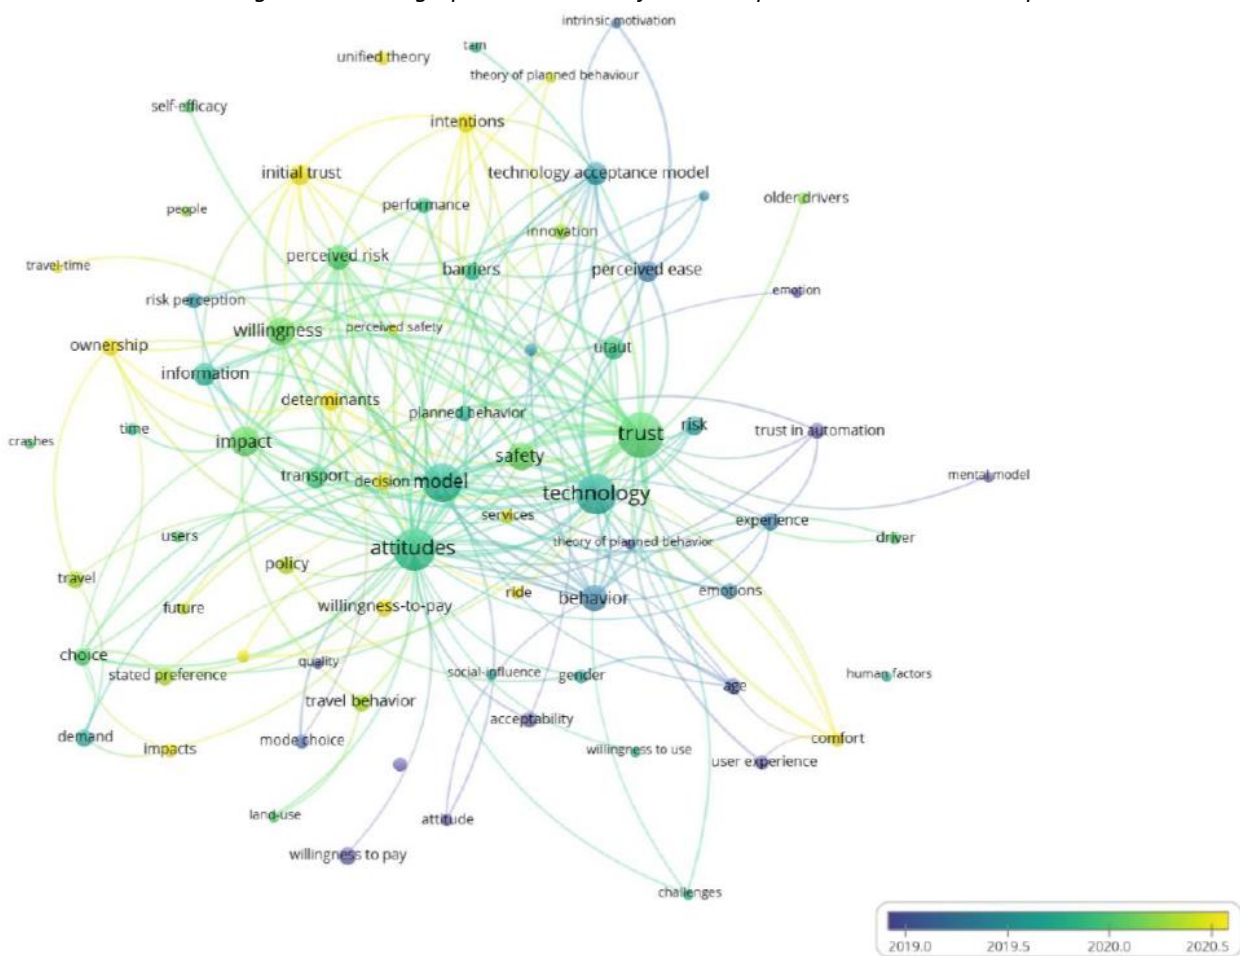 intrinsic motivation
tam
unified theory
theory of planned behaviour
self-efficacy
intentions
initial trust
technology acceptance model
older drivers
people
performance
innovation
perceived risk
travel-time
barriers
perceived ease
emotion
risk perception
willingness
perceived safety
ownership
utaut
information
determinants
planned behavior
crashes
time
impact
trust
risk
trust in automation
safety
transport
decision
model
mental model
technology
services
experience
users
attitudes
theory of planned behavior
driver
policy
travel
ride
behavior
emotions
future
willingness-to-pay
choice
quality
stated preference
social-influence
gender
human factors
age
travel behavior
acceptability
demand
impacts
mode choice
willingness to use
comfort
user experience
land-use
attitude
willingness to pay
challenges
2019.0
2019.5
2020.0
2020.5